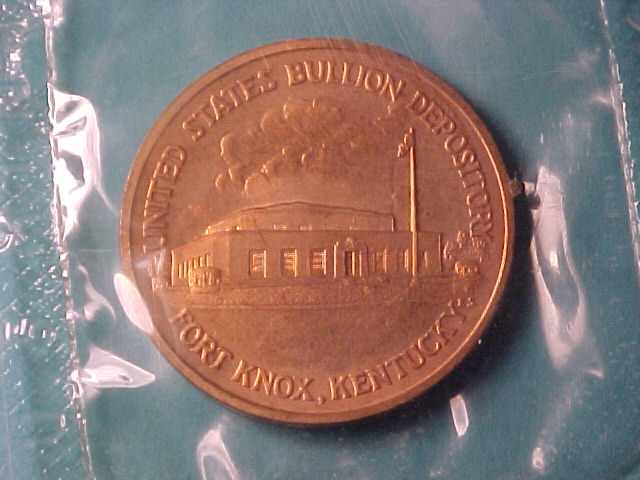 UNITED STATES BULLION DEPOSITORY
FORT KNOX, KENTUCKY